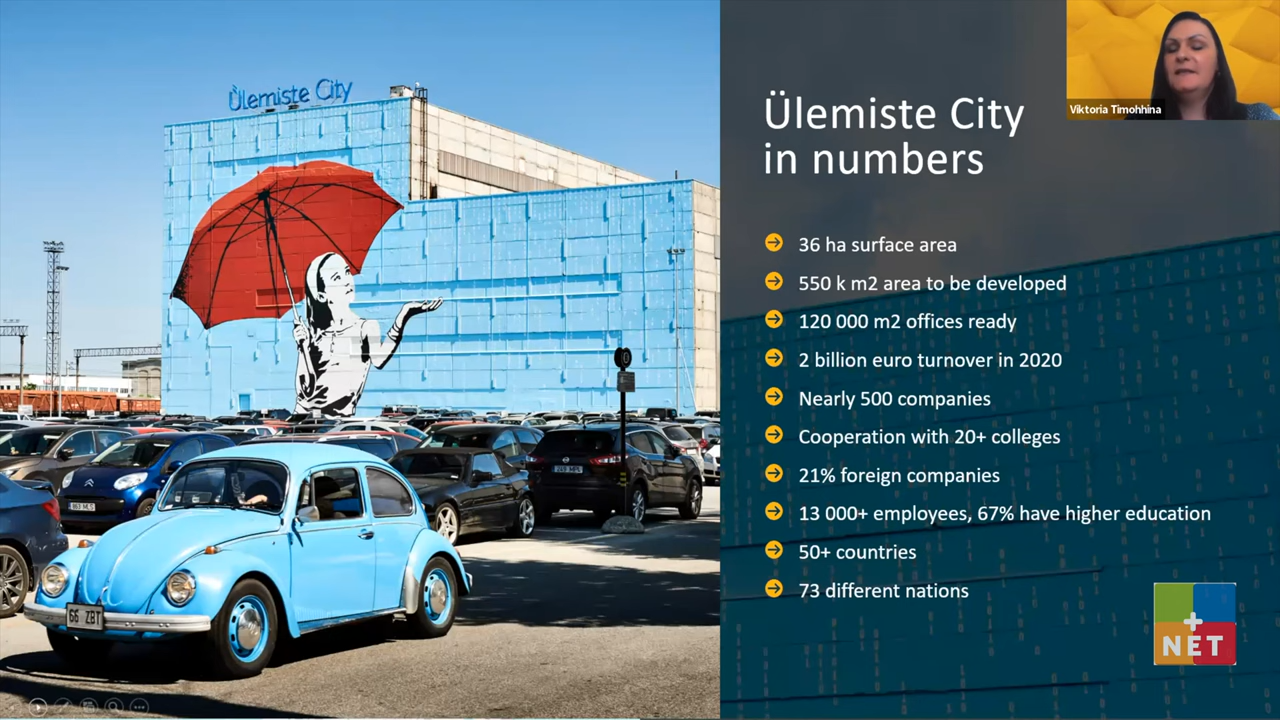 Ülemiste City
66 ZBT
Ülemiste City
in numbers
36 ha surface area
550 k m2 area to be developed
120 000 m2 offices ready
2 billion euro turnover in 2020
Nearly 500 companies
Cooperation with 20+ colleges
21% foreign companies
13 000+ employees, 67% have higher education
50+ countries
73 different nations
Viktoria Timohhina
+
NET